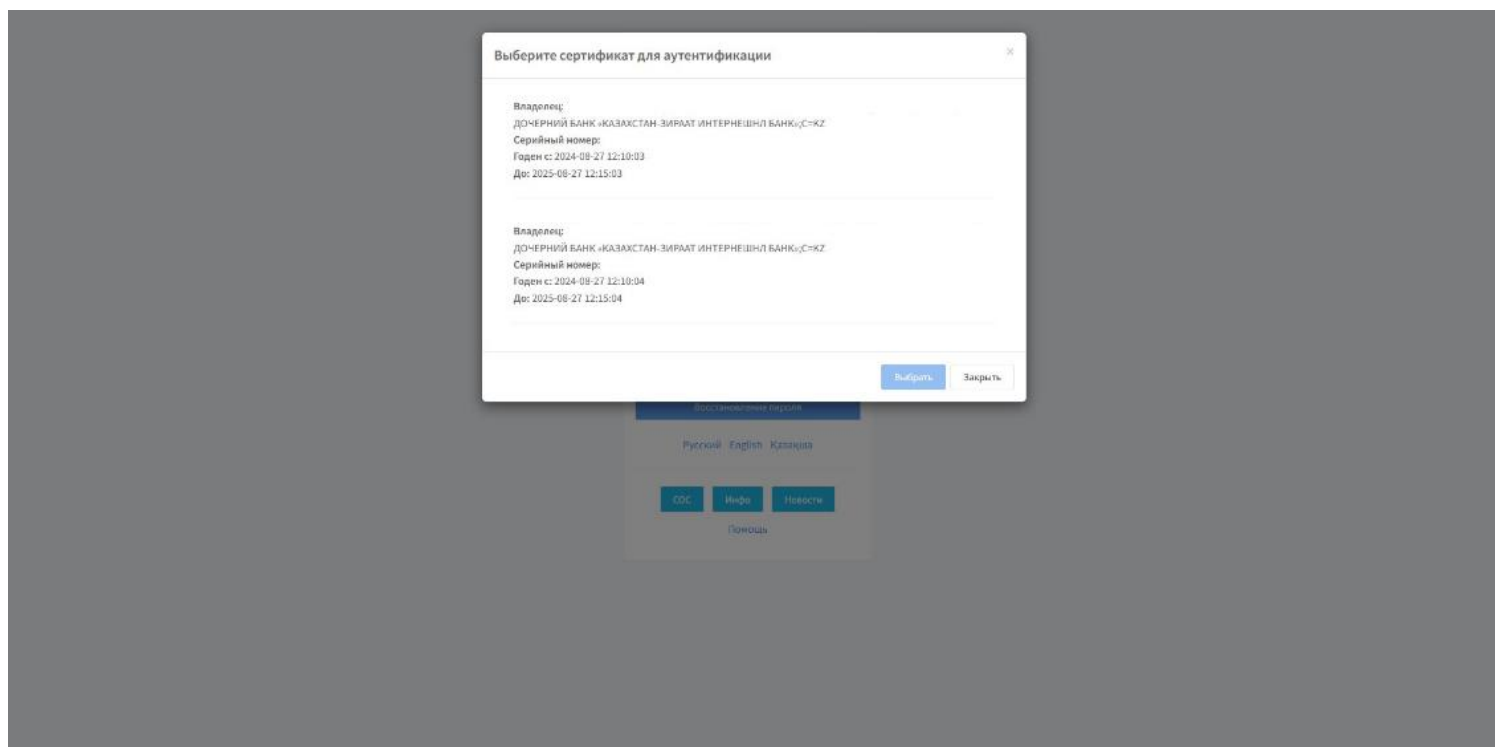 Выберите сертификат для аутентификации
×
Владелец:
ДОЧЕРНИЙ БАНК «КАЗАХСТАН-ЗИРААТ ИНТЕРНЕШНЛ БАНК»;C=KZ
Серийный номер:
Годен с: 2024-08-27 12:10:03
До: 2025-08-27 12:15:03
Владелец:
ДОЧЕРНИЙ БАНК «КАЗАХСТАН-ЗИРААТ ИНТЕРНЕШНЛ БАНК»;C=KZ
Серийный номер:
Годен с: 2024-08-27 12:10:04
До: 2025-08-27 12:15:04
Выбрать Закрыть
Восстановление пароля
Русский English Қазақша
СОС Инфо Новости
Помощь